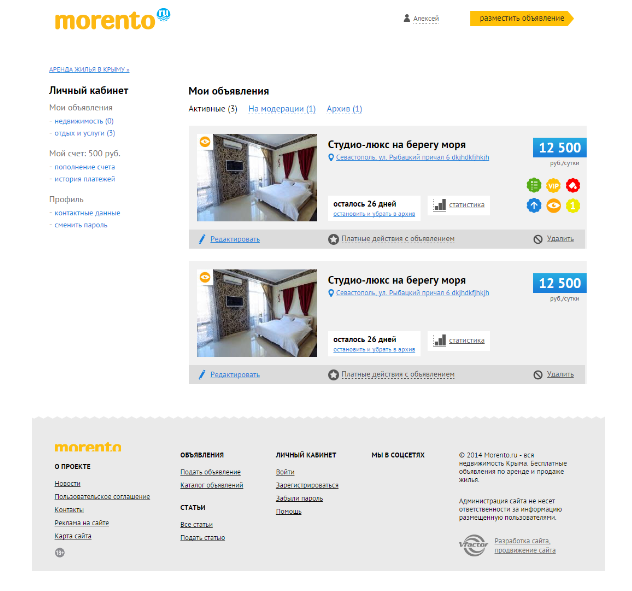 morento ru
Алексей
разместить объявление
АРЕНДА ЖИЛЬЯ В КРЫМУ »
Личный кабинет
Мои объявления
- недвижимость (0)
- отдых и услуги (3)
Мой счет: 500 руб.
- пополнение счета
- история платежей
Профиль
- контактные данные
- сменить пароль
Мои объявления
Активные (3) На модерации (1) Архив (1)
Студио-люкс на берегу моря
Севастополь, ул. Рыбацкий причал 6 dkjhdkfjhkjh
12 500
руб./сутки
VIP
1
осталось 26 дней
остановить и убрать в архив
статистика
Редактировать
Платные действия с объявлением
Удалить
Студио-люкс на берегу моря
Севастополь, ул. Рыбацкий причал 6 dkjhdkfjhkjh
12 500
руб./сутки
осталось 26 дней
остановить и убрать в архив
статистика
Редактировать
Платные действия с объявлением
Удалить
morento
О ПРОЕКТЕ
Новости
Пользовательское соглашение
Контакты
Реклама на сайте
Карта сайта
18+
ОБЪЯВЛЕНИЯ
Подать объявление
Каталог объявлений
СТАТЬИ
Все статьи
Подать статью
ЛИЧНЫЙ КАБИНЕТ
Войти
Зарегистрироваться
Забыли пароль
Помощь
МЫ В СОЦСЕТЯХ
© 2014 Morento.ru - вся
недвижимость Крыма. Бесплатные
объявления по аренде и продаже
жилья.
Администрация сайта не несет
ответственности за информацию
размещенную пользователями.
Vfactor
Разработка сайта,
продвижение сайта